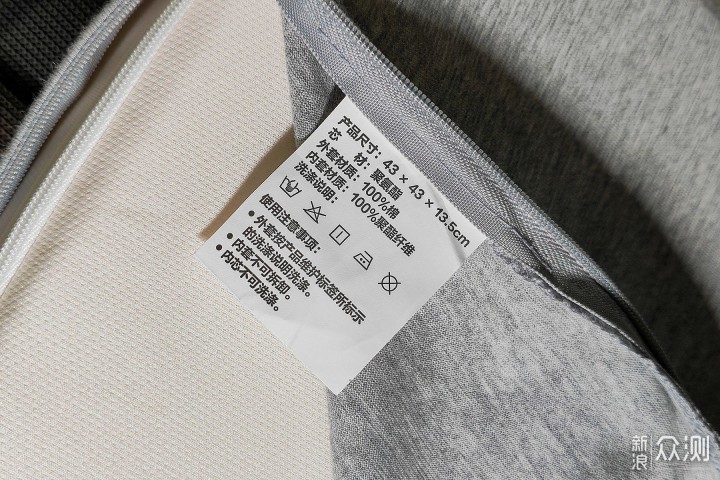 产品尺寸：43 × 43 × 13.5cm
芯　材：聚氨酯
外套材质：100%棉
内套材质：100%聚酯纤维
洗涤说明：
使用注意事项：
• 外套按产品维护标签所标示
的洗涤说明洗涤。
• 内套不可拆卸。
• 内芯不可洗涤。
新浪
众测